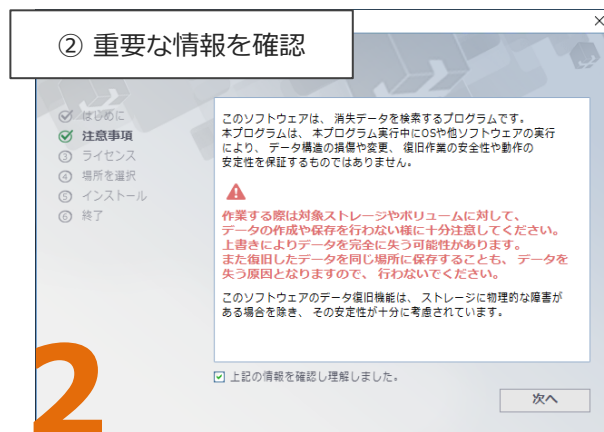 ② 重要な情報を確認
はじめに
注意事項
③ ライセンス
④ 場所を選択
⑤ インストール
⑥ 終了
このソフトウェアは、 消失データを検索するプログラムです。
本プログラムは、 本プログラム実行中にOSや他ソフトウェアの実行
により、 データ構造の損傷や変更、 復旧作業の安全性や動作の
安定性を保証するものではありません。
作業する際は対象ストレージやボリュームに対して、
データの作成や保存を行わない様に十分注意してください。
上書きによりデータを完全に失う可能性があります。
また復旧したデータを同じ場所に保存することも、 データを
失う原因となりますので、 行わないでください。
このソフトウェアのデータ復旧機能は、 ストレージに物理的な障害が
ある場合を除き、 その安定性が十分に考慮されています。
上記の情報を確認し理解しました。
次へ
2